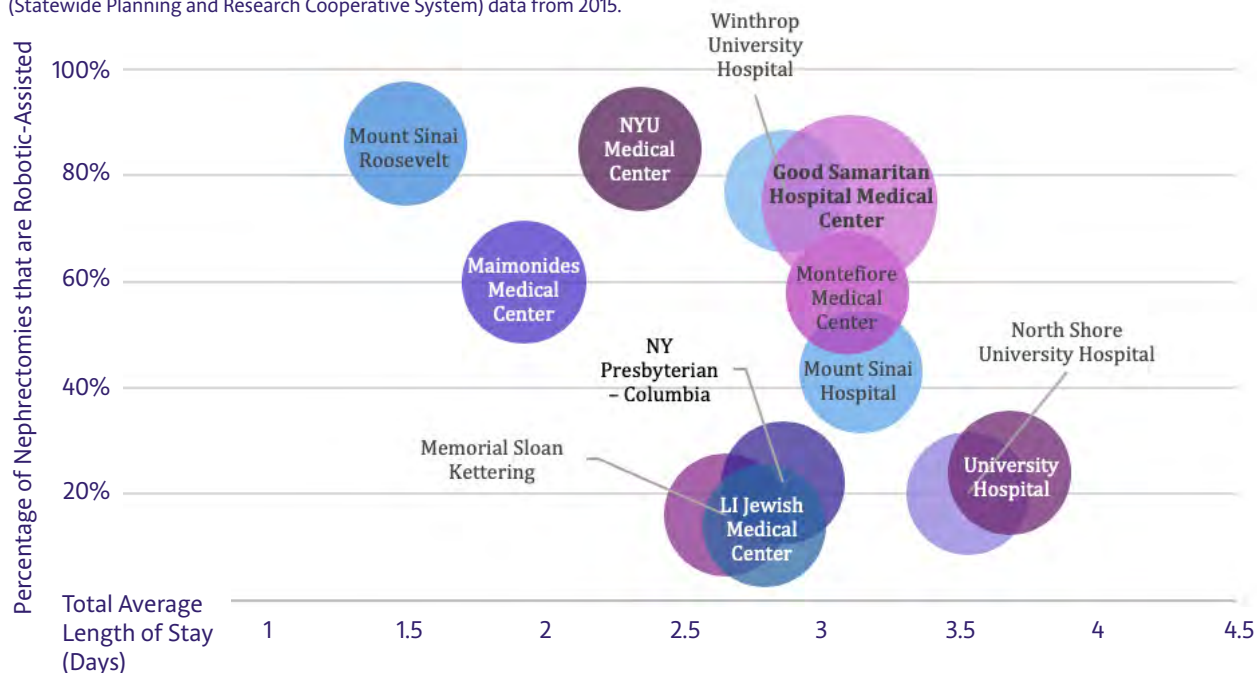 (Statewide Planning and Research Cooperative System) data from 2015.
Percentage of Nephrectomies that are Robotic-Assisted
100%
80%
60%
40%
20%
Winthrop
University
Hospital
Mount Sinai
Roosevelt
NYU
Medical
Center
Good Samaritan
Hospital Medical
Center
Maimonides
Medical
Center
Montefiore
Medical
Center
NY
Presbyterian
– Columbia
Mount Sinai
Hospital
North Shore
University Hospital
Memorial Sloan
Kettering
LI Jewish
Medical
Center
University
Hospital
Total Average
Length of Stay
(Days)
1 1.5 2 2.5 3 3.5 4 4.5